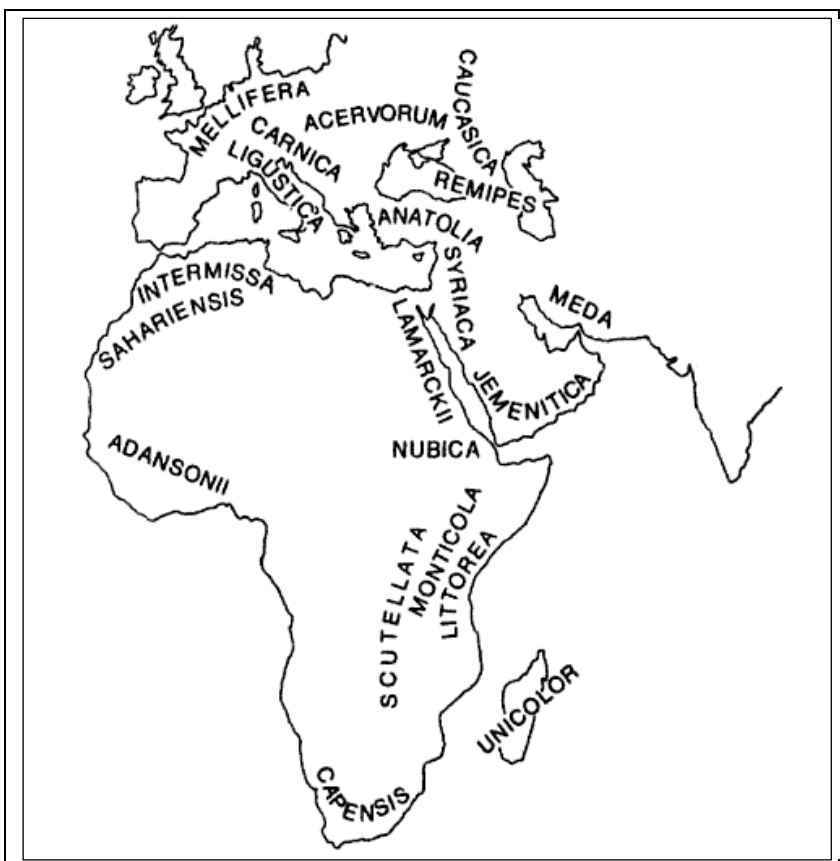 MELLIFERA
CAUCASICA
ACERVORUM
CARNICA
LIGUSTICA
REMIPES
ANATOLIA
SYRIACA
INTERMISSA
SAHARIENSIS
MEDA
LAMARCKII
JEMENITICA
ADANSONII
NUBICA
SCUTELLATA
MONTICOLA
LITTOREA
UNICOLOR
CAPENSIS